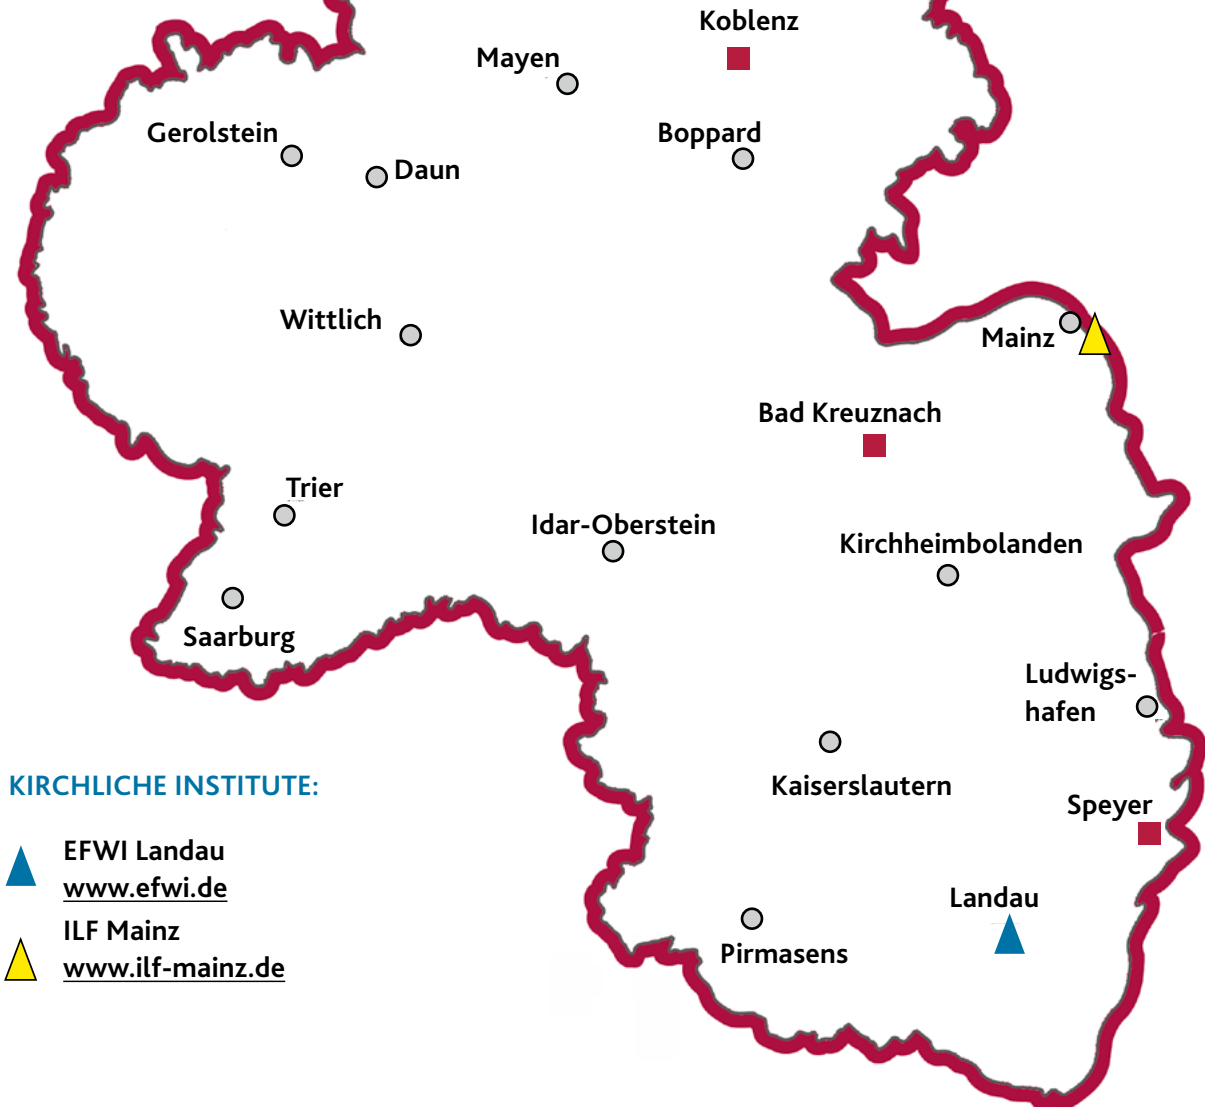 Koblenz
Mayen
Gerolstein
Boppard
Daun
Wittlich
Mainz
Bad Kreuznach
Trier
Idar-Oberstein
Kirchheimbolanden
Saarburg
Ludwigs-
hafen
Kaiserslautern
KIRCHLICHE INSTITUTE:
Speyer
EFWI Landau
www.efwi.de
Landau
ILF Mainz
www.ilf-mainz.de
Pirmasens